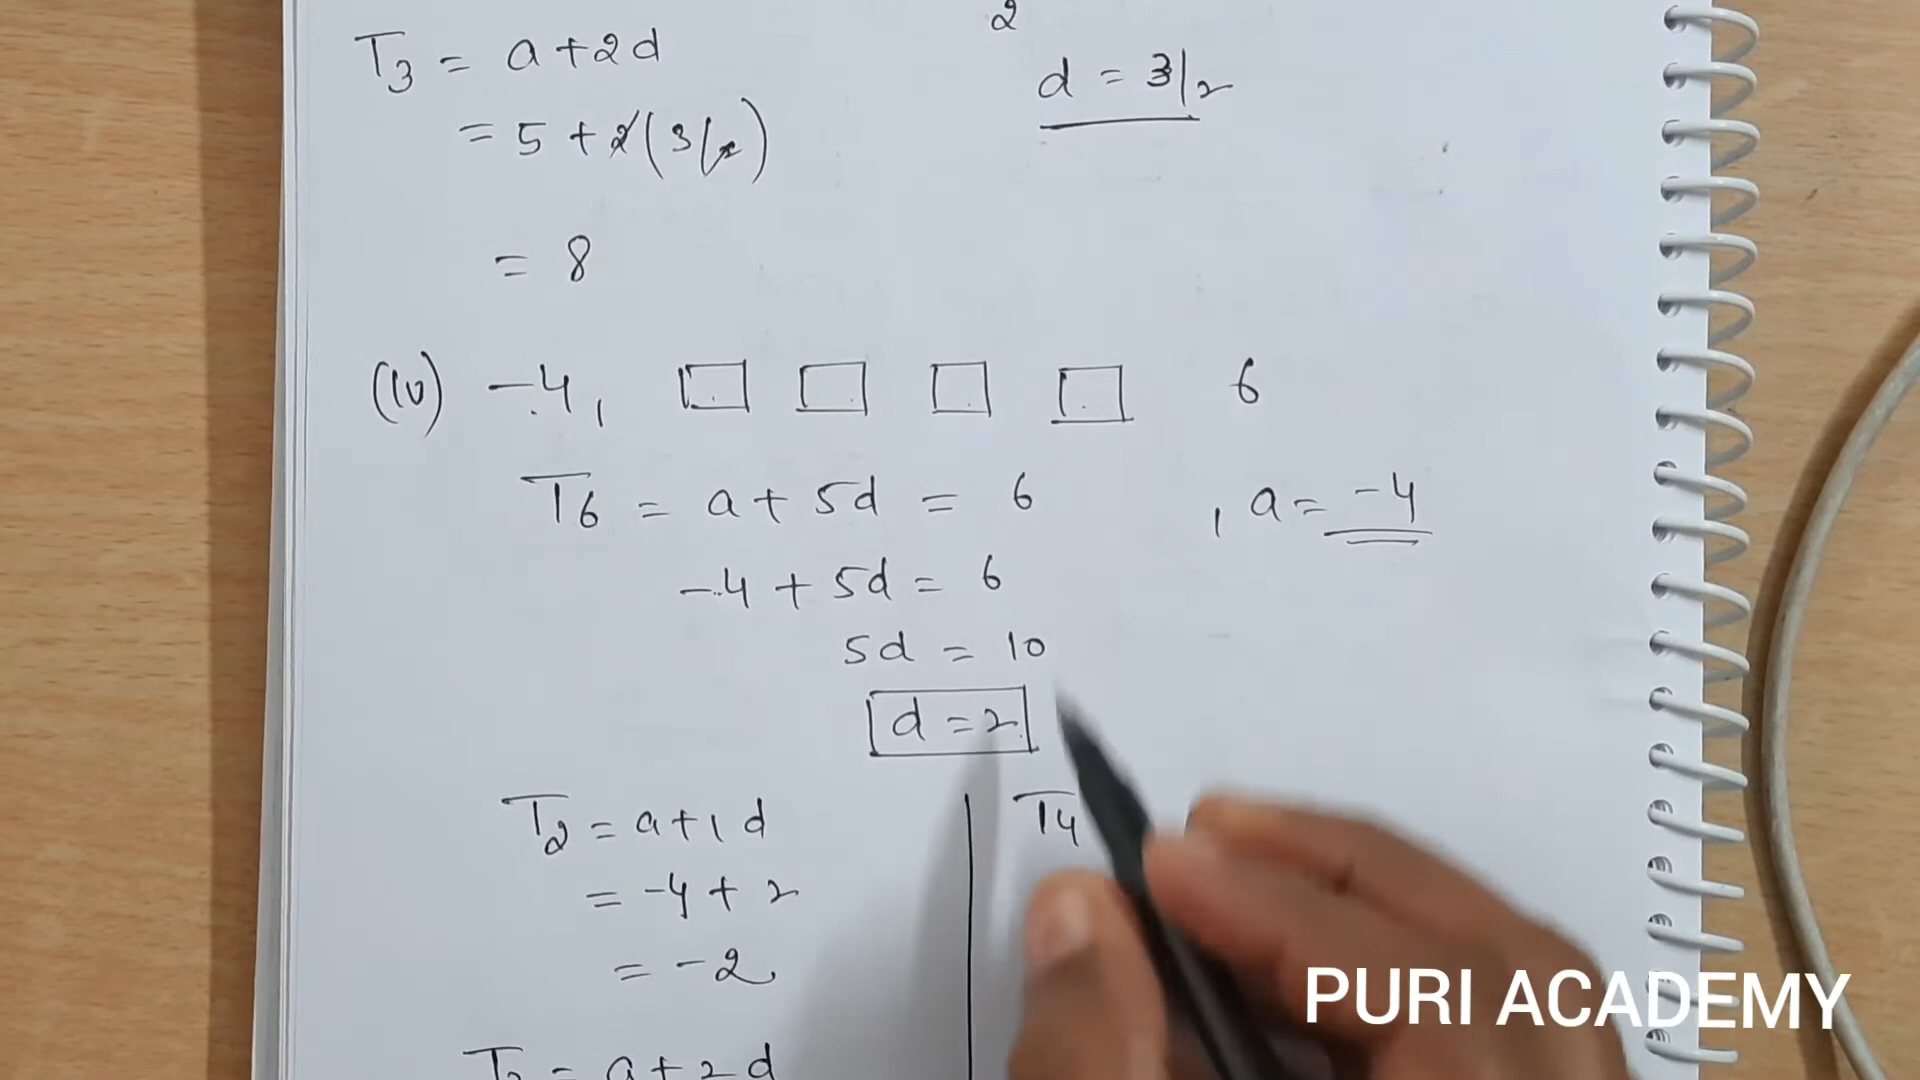 2
T3 = a + 2d
d = 3/2
= 5 + 2(3/2)
= 8
(iv) -4, □ □ □ □ 6
T6 = a + 5d = 6 , a = -4
-4 + 5d = 6
5d = 10
d = 2
T2 = a + 1d
= -4 + 2
= -2
T4
= a + 2d
PURI ACADEMY